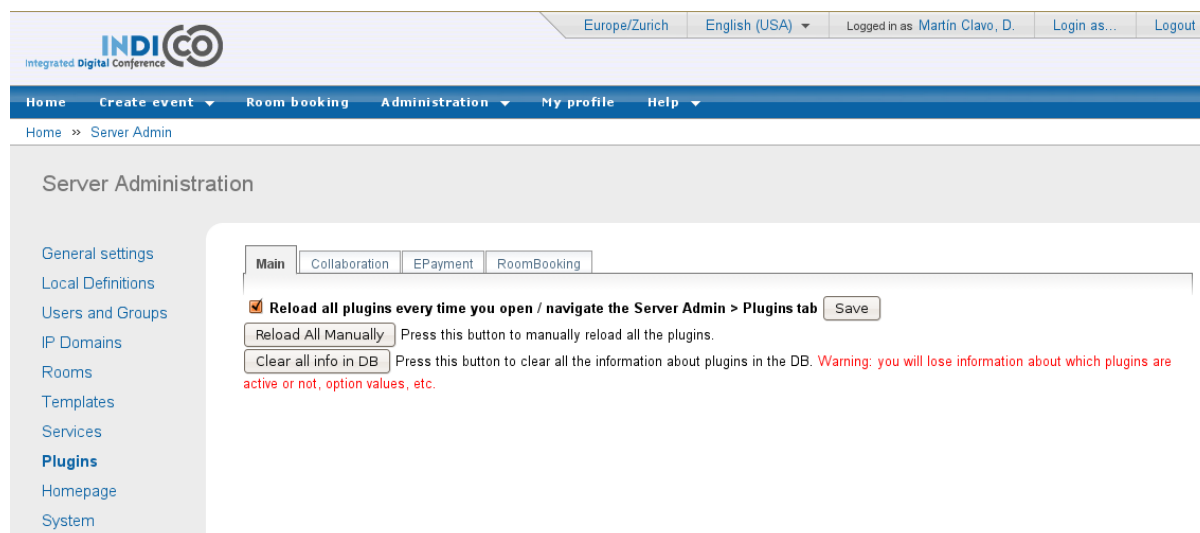 Europe/Zurich English (USA) Logged in as Martín Clavo, D. Login as... Logout
INDICO
Integrated Digital Conference
Home Create event Room booking Administration My profile Help
Home » Server Admin
Server Administration
General settings
Local Definitions
Users and Groups
IP Domains
Rooms
Templates
Services
Plugins
Homepage
System
Main Collaboration EPayment RoomBooking
Reload all plugins every time you open / navigate the Server Admin > Plugins tab Save
Reload All Manually Press this button to manually reload all the plugins.
Clear all info in DB Press this button to clear all the information about plugins in the DB. Warning: you will lose information about which plugins are
active or not, option values, etc.